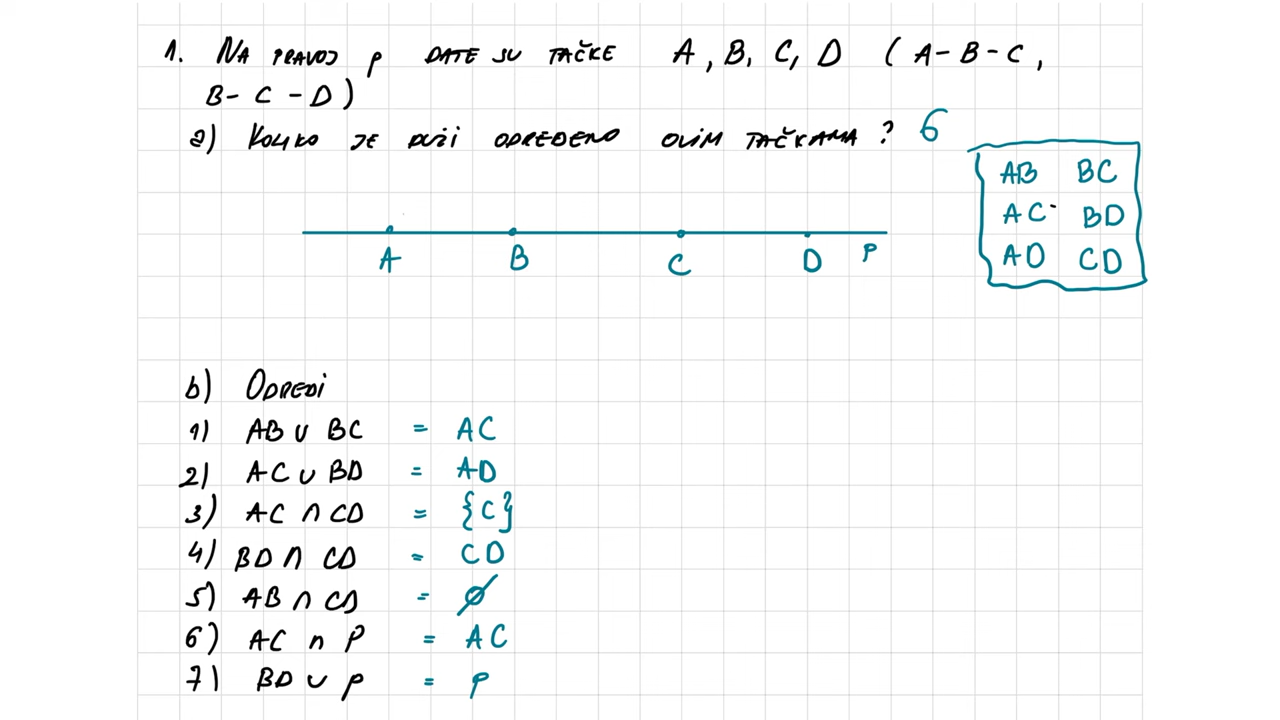 1. NA PRAVOJ p DATE SU TAČKE A, B, C, D (A-B-C,
B-C-D)
a) KOLIKO JE DUŽI ODREĐENO OVIM TAČKAMA? 6
AB BC
AC BD
AD CD
A B C D p
b) ODREDI
1) AB ∪ BC = AC
2) AC ∪ BD = AD
3) AC ∩ CD = {C}
4) BD ∩ CD = CD
5) AB ∩ CD = ∅
6) AC ∩ P = AC
7) BD ∪ p = p